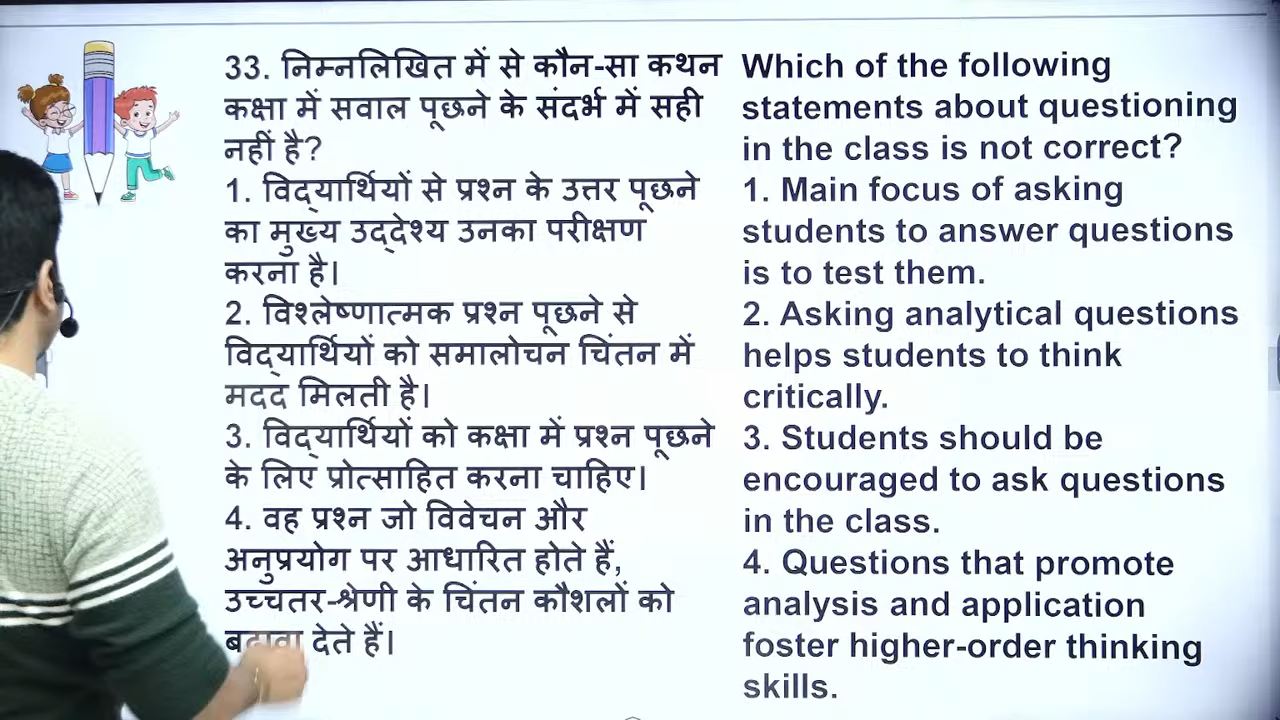 33. निम्नलिखित में से कौन-सा कथन
कक्षा में सवाल पूछने के संदर्भ में सही
नहीं है?
1. विद्यार्थियों से प्रश्न के उत्तर पूछने
का मुख्य उद्देश्य उनका परीक्षण
करना है।
2. विश्लेष्णात्मक प्रश्न पूछने से
विद्यार्थियों को समालोचन चिंतन में
मदद मिलती है।
3. विद्यार्थियों को कक्षा में प्रश्न पूछने
के लिए प्रोत्साहित करना चाहिए।
4. वह प्रश्न जो विवेचन और
अनुप्रयोग पर आधारित होते हैं,
उच्चतर-श्रेणी के चिंतन कौशलों को
बढ़ावा देते हैं।
Which of the following
statements about questioning
in the class is not correct?
1. Main focus of asking
students to answer questions
is to test them.
2. Asking analytical questions
helps students to think
critically.
3. Students should be
encouraged to ask questions
in the class.
4. Questions that promote
analysis and application
foster higher-order thinking
skills.